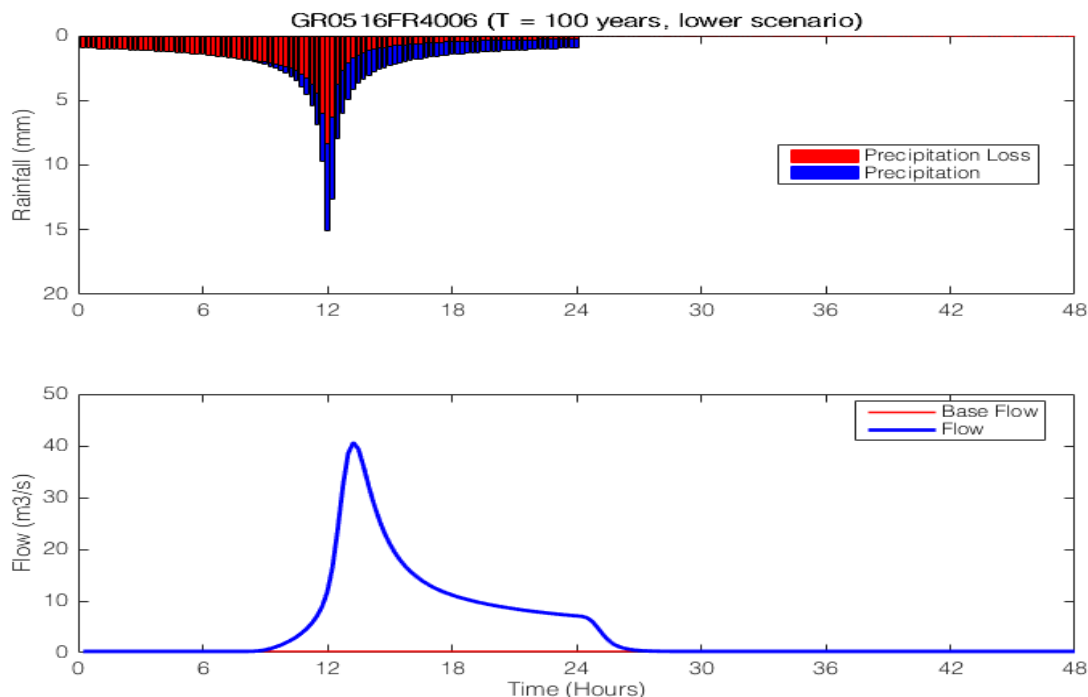 GR0516FR4006 (T = 100 years, lower scenario)
0
5
10
15
20
Rainfall (mm)
Precipitation Loss
Precipitation
0 6 12 18 24 30 36 42 48
50
40
30
20
10
0
Flow (m3/s)
Base Flow
Flow
0 6 12 18 24 30 36 42 48
Time (Hours)